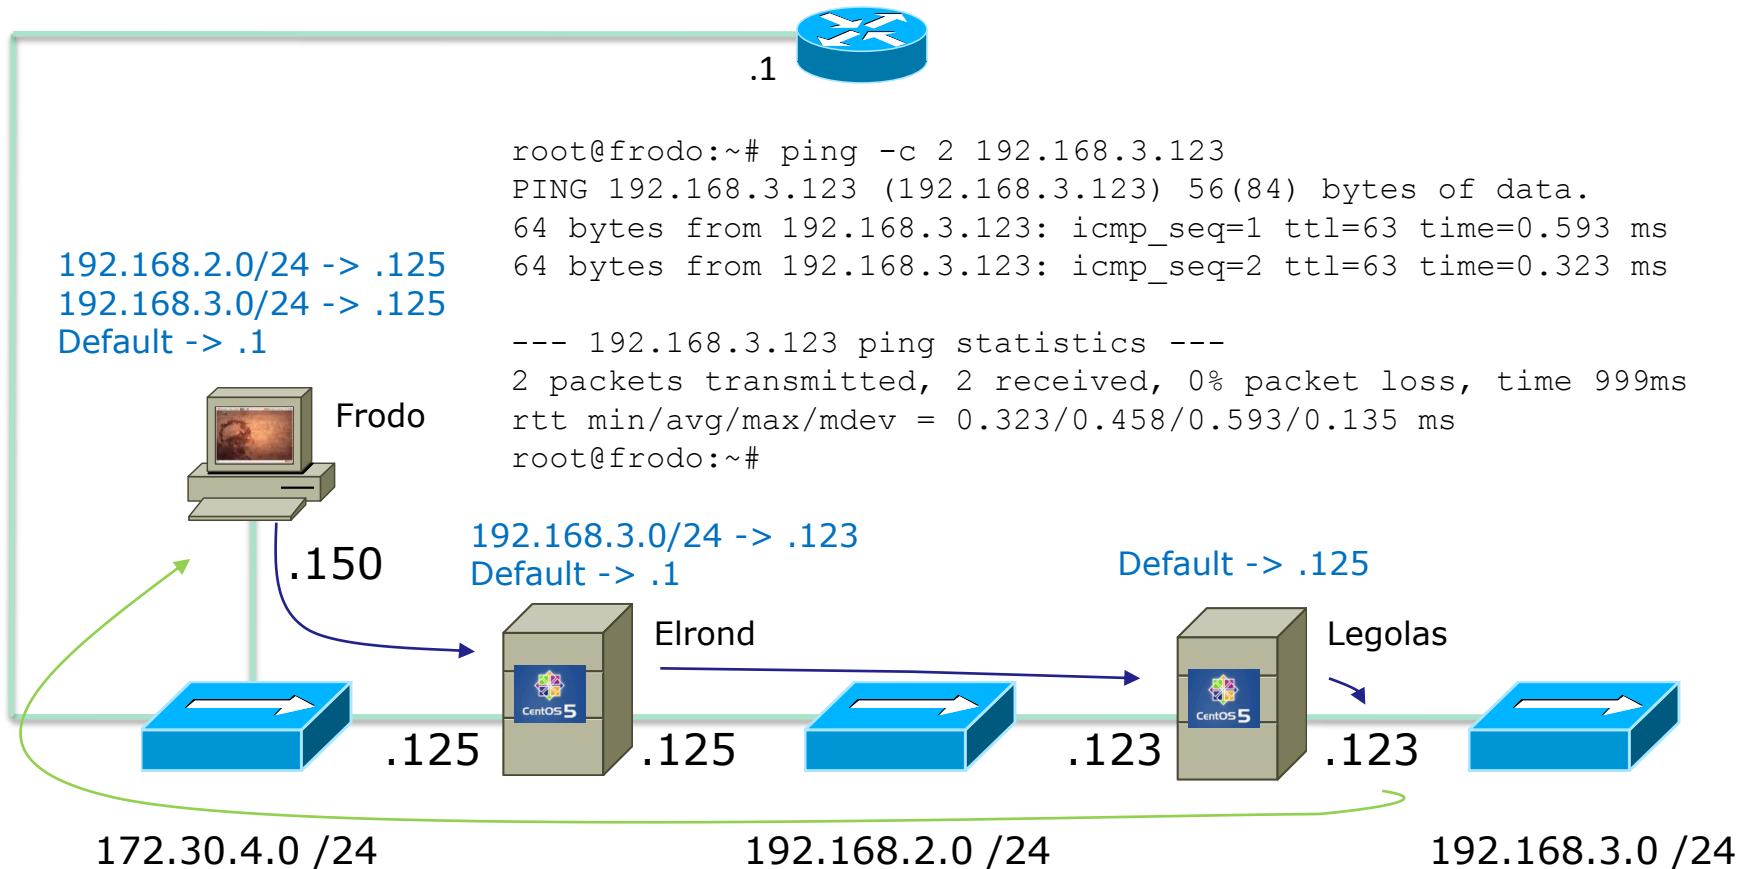 .1
root@frodo:~# ping -c 2 192.168.3.123
PING 192.168.3.123 (192.168.3.123) 56(84) bytes of data.
64 bytes from 192.168.3.123: icmp_seq=1 ttl=63 time=0.593 ms
64 bytes from 192.168.3.123: icmp_seq=2 ttl=63 time=0.323 ms
--- 192.168.3.123 ping statistics ---
2 packets transmitted, 2 received, 0% packet loss, time 999ms
rtt min/avg/max/mdev = 0.323/0.458/0.593/0.135 ms
root@frodo:~#
192.168.2.0/24 -> .125
192.168.3.0/24 -> .125
Default -> .1
Frodo
.150
192.168.3.0/24 -> .123
Default -> .1
Default -> .125
Elrond
Legolas
CentOS 5
CentOS 5
.125
.125
.123
.123
172.30.4.0 /24
192.168.2.0 /24
192.168.3.0 /24